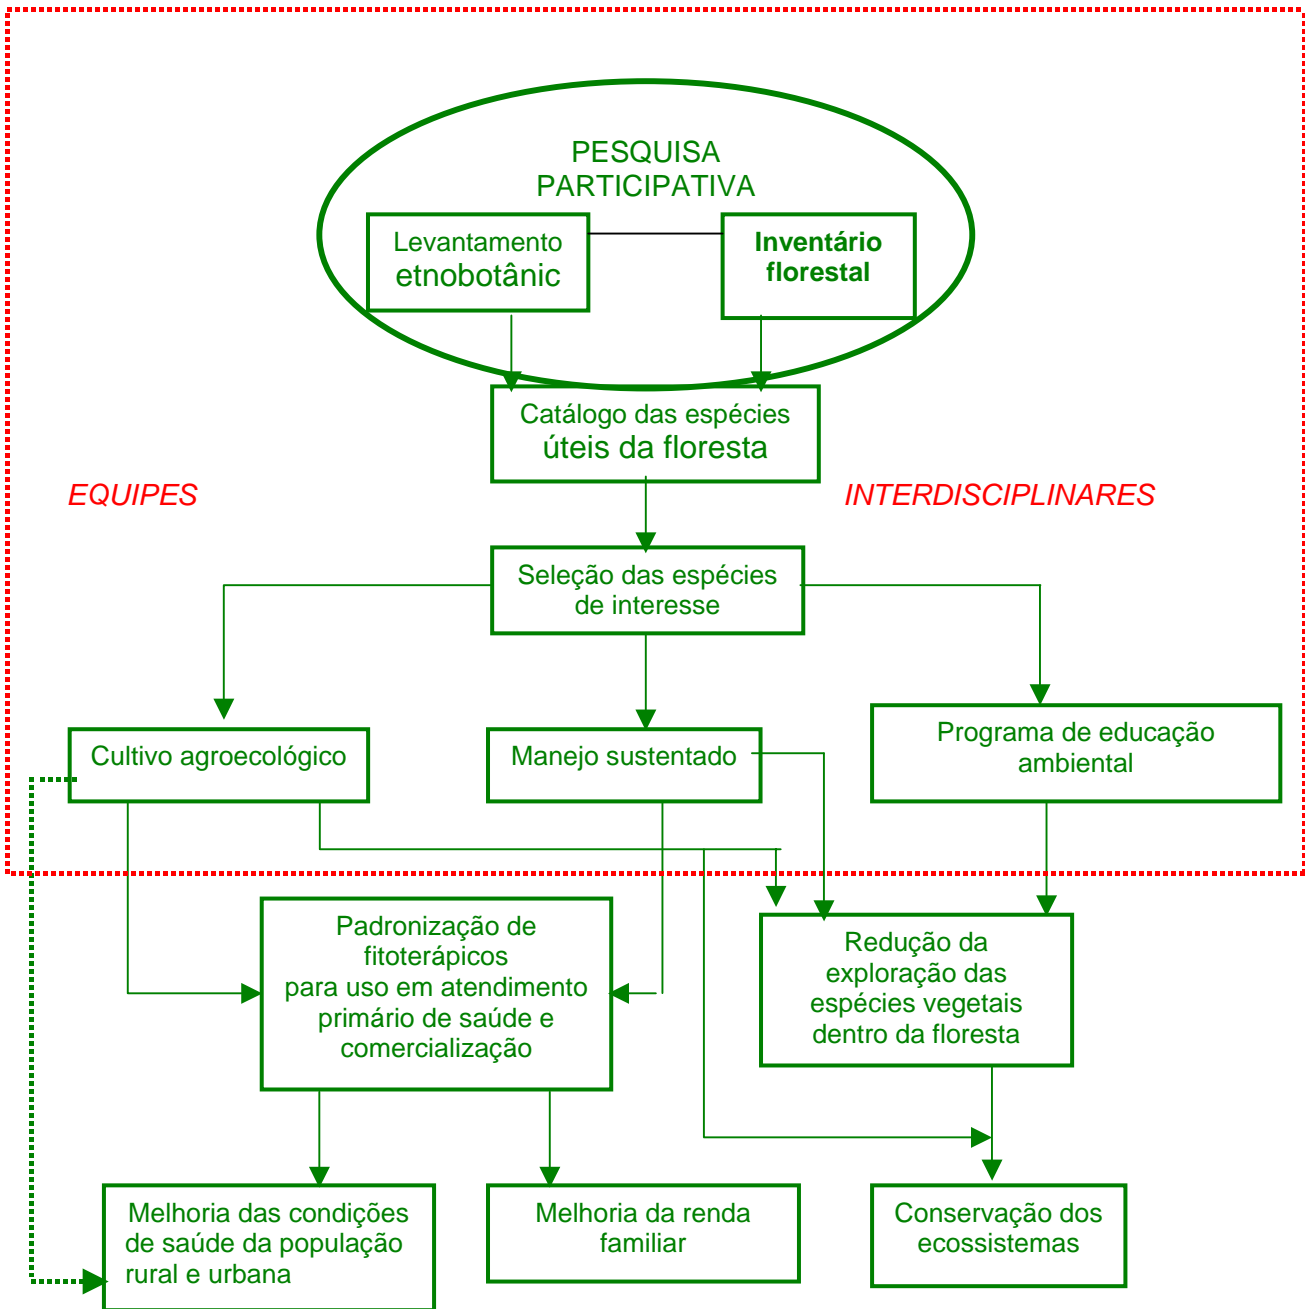 PESQUISA
PARTICIPATIVA
Levantamento
etnobotânic
Inventário
florestal
Catálogo das espécies
úteis da floresta
EQUIPES
INTERDISCIPLINARES
Seleção das espécies
de interesse
Cultivo agroecológico
Manejo sustentado
Programa de educação
ambiental
Padronização de
fitoterápicos
para uso em atendimento
primário de saúde e
comercialização
Redução da
exploração das
espécies vegetais
dentro da floresta
Melhoria das condições
de saúde da população
rural e urbana
Melhoria da renda
familiar
Conservação dos
ecossistemas